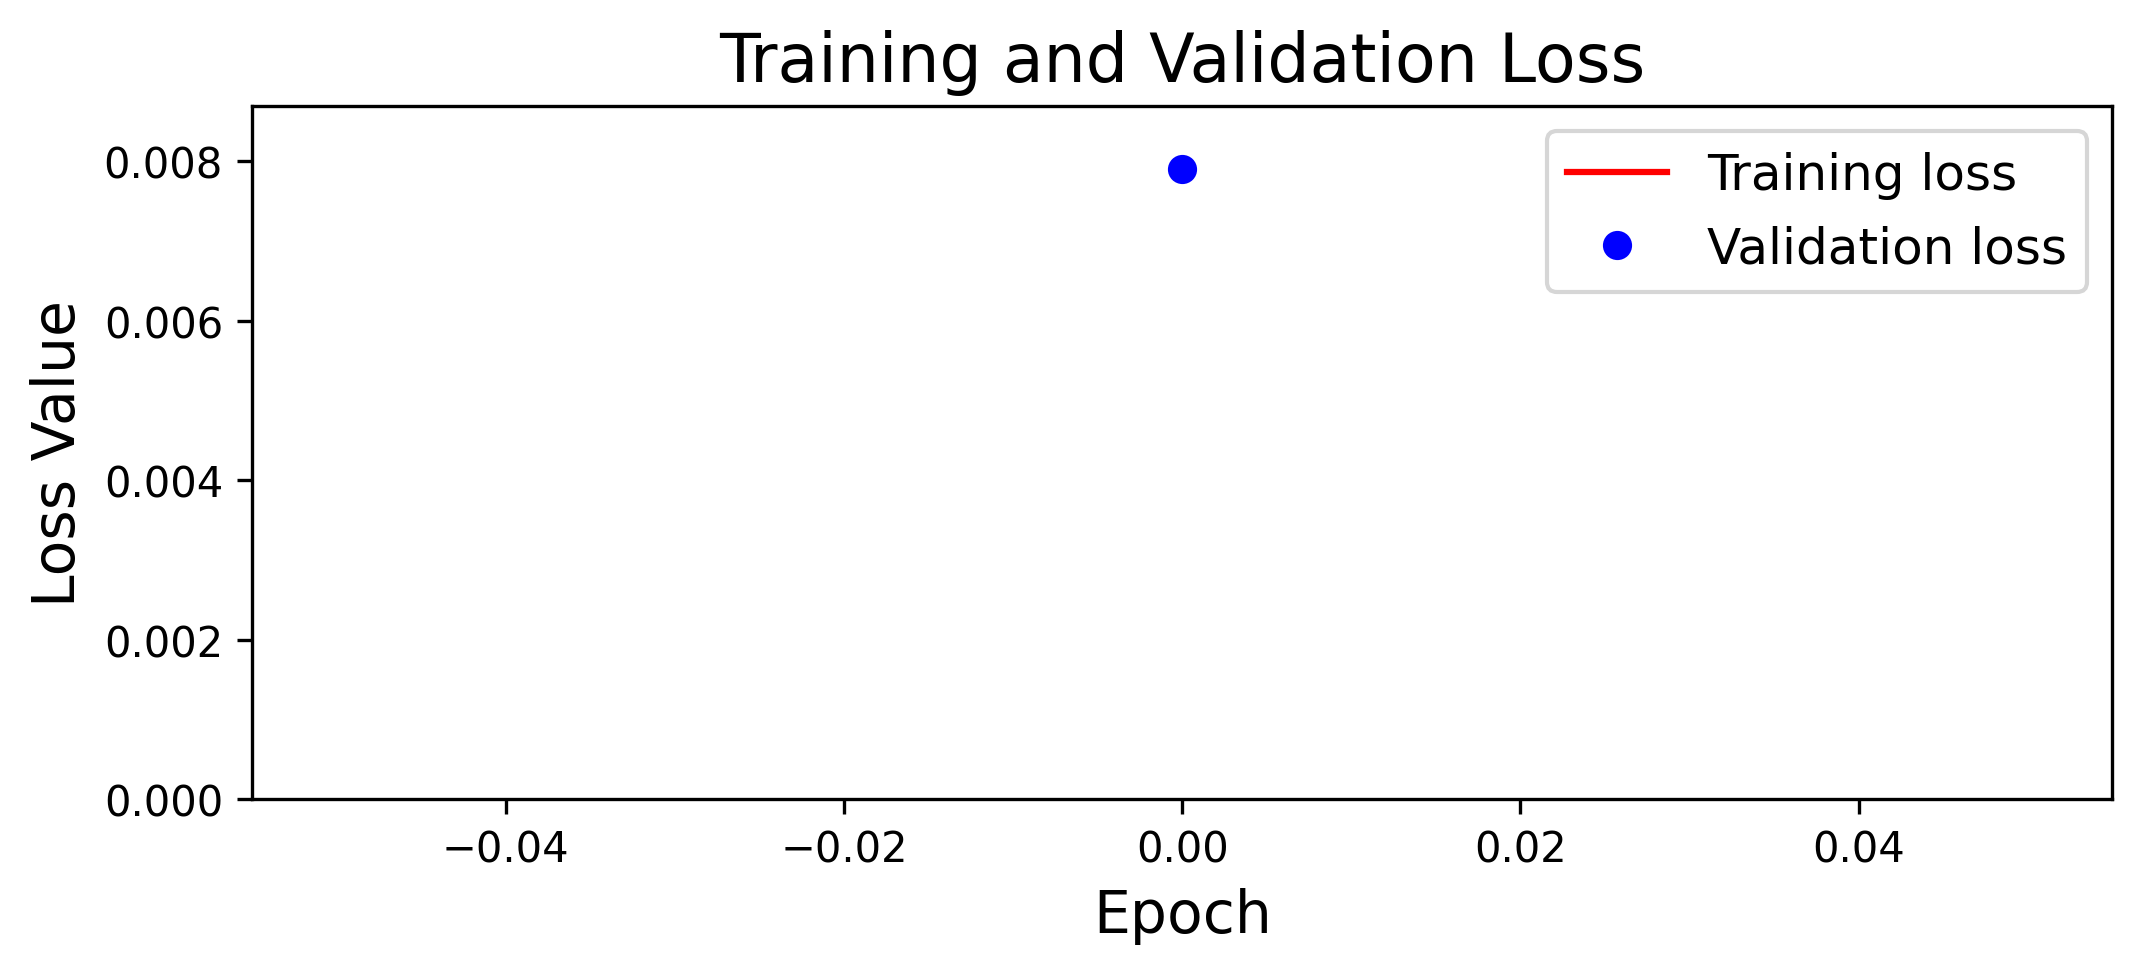 Training and Validation Loss
Training loss
Validation loss
Loss Value
0.008
0.006
0.004
0.002
0.000
−0.04 −0.02 0.00 0.02 0.04
Epoch